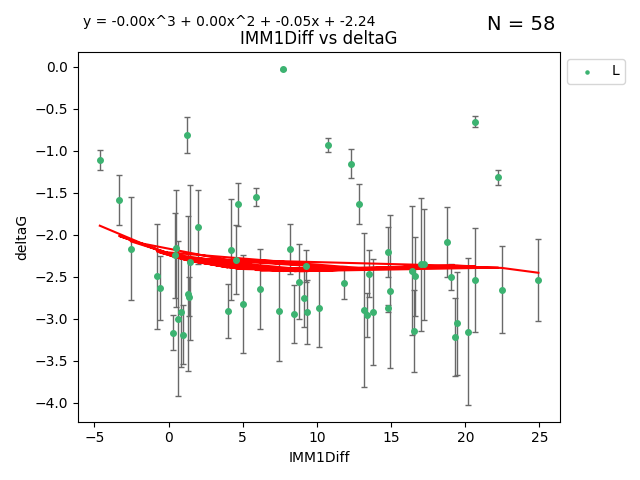 y = -0.00x^3 + 0.00x^2 + -0.05x + -2.24
N = 58
IMM1Diff vs deltaG
L
deltaG
0.0
−0.5
−1.0
−1.5
−2.0
−2.5
−3.0
−3.5
−4.0
−5 0 5 10 15 20 25
IMM1Diff